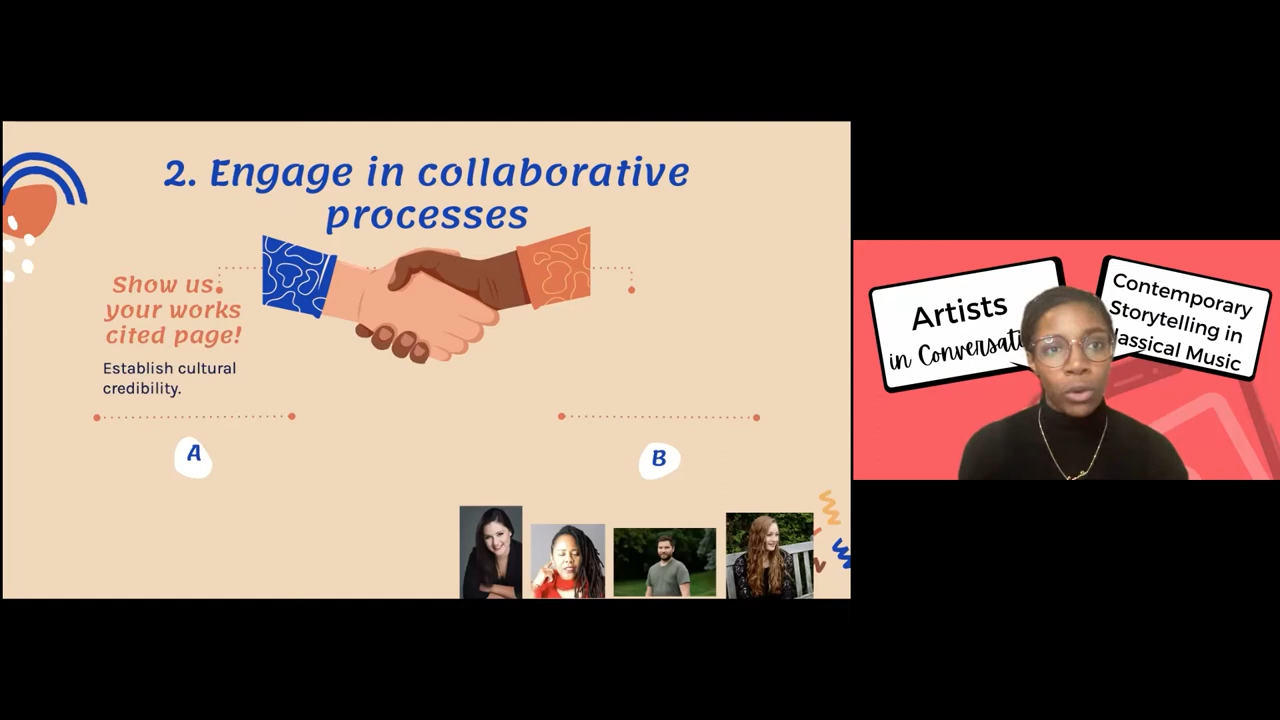 2. Engage in collaborative
processes
Show us
your works
cited page!
Establish cultural
credibility.
A
B
Artists
in Conversati
Contemporary
Storytelling in
lassical Music